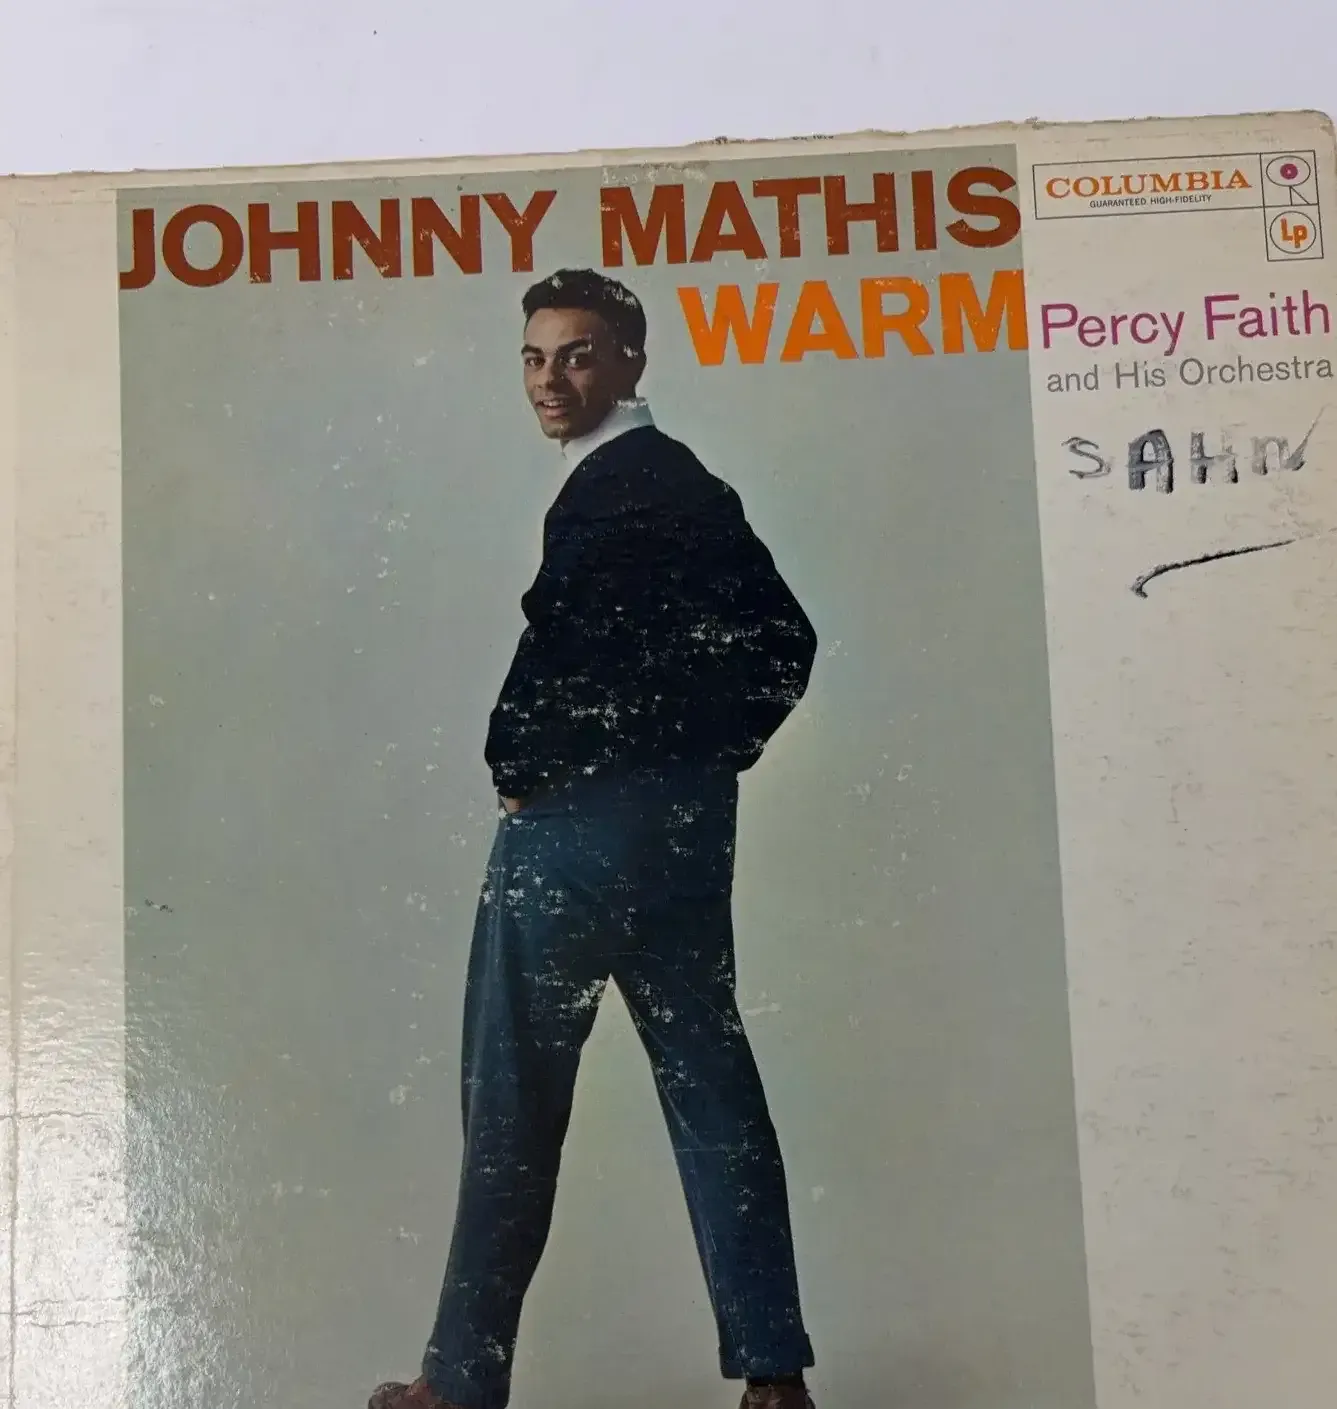 JOHNNY MATHIS
WARM
COLUMBIA
GUARANTEED HIGH-FIDELITY
Lp
Percy Faith
and His Orchestra
SAHN